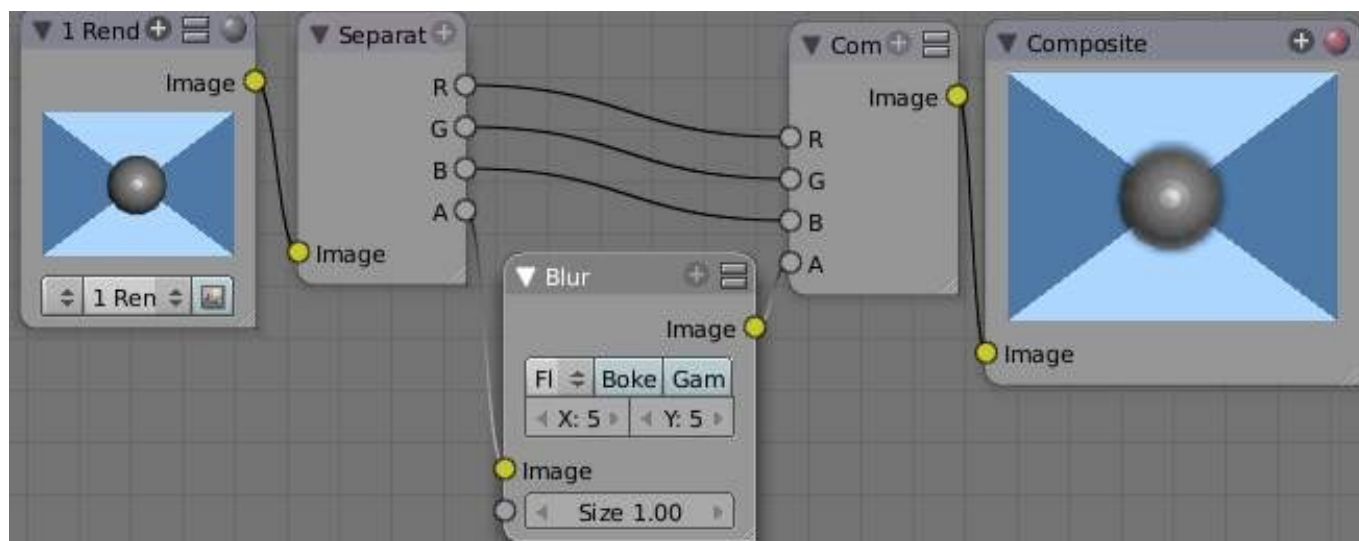 1 Rend
Image
1 Ren
Separat
R
G
B
A
Image
Blur
Image
Fl
Boke
Gam
X: 5
Y: 5
Image
Size 1.00
Com
Image
R
G
B
A
Composite
Image